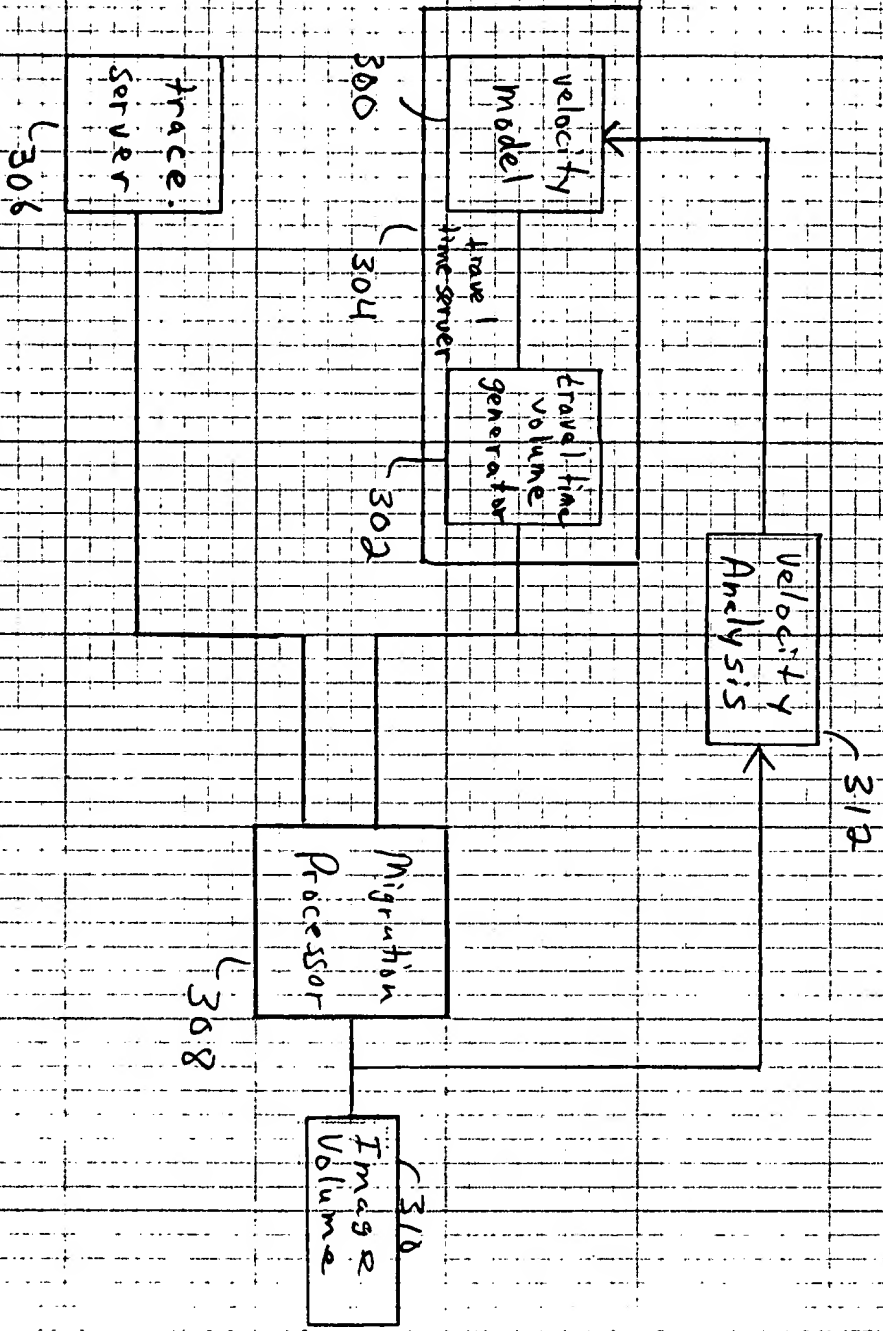 Velocity
Analysis
312
velocity
model
300
travel time
volume
generator
302
travel
time server
304
trace.
server
306
Migration
Processor
308
Image
Volume
310